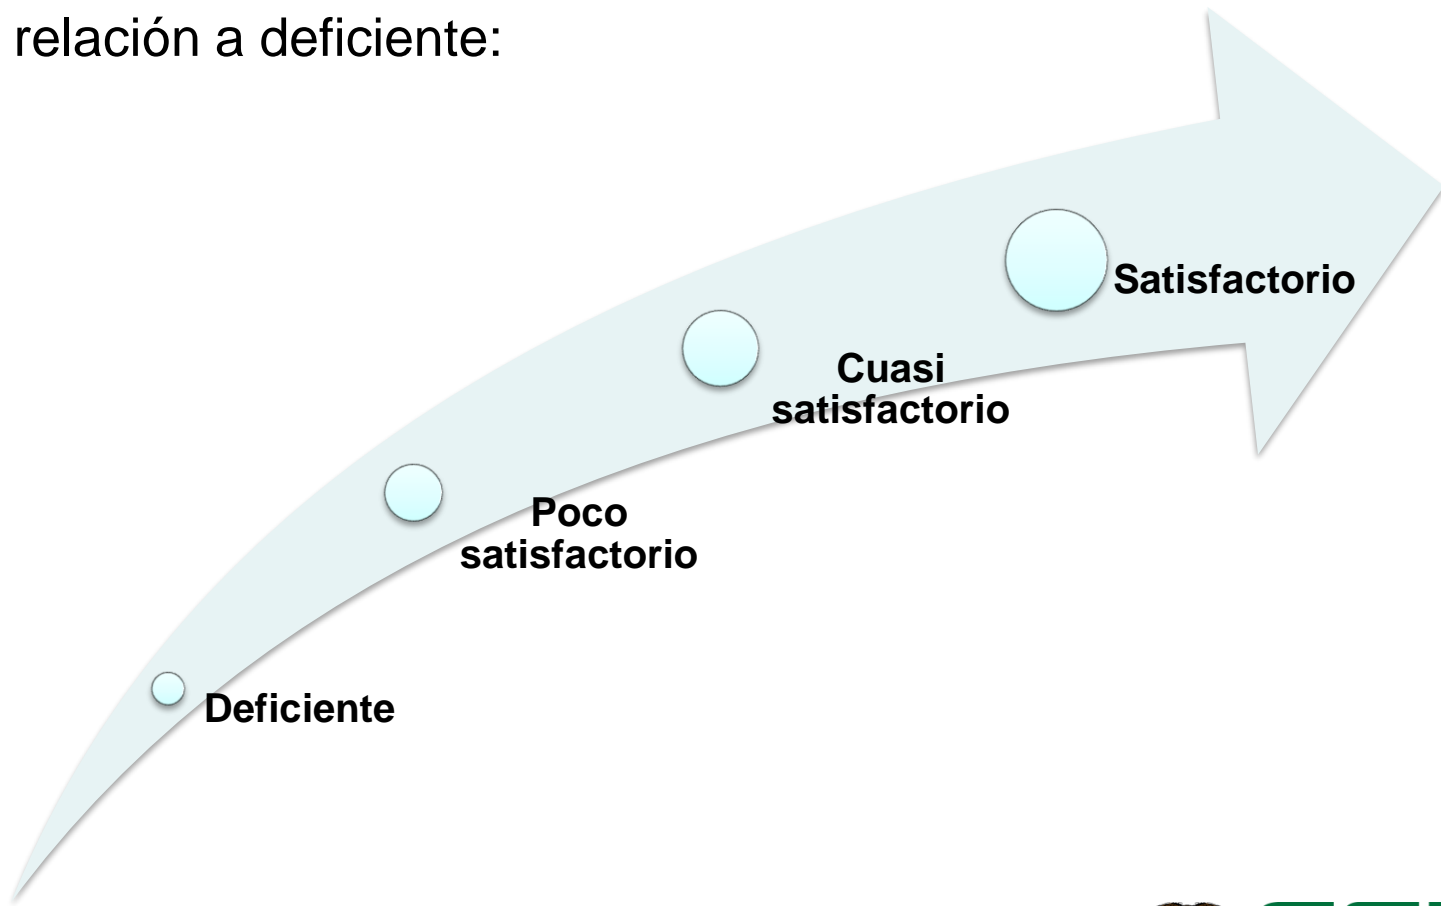 relación a deficiente:
Satisfactorio
Cuasi
satisfactorio
Poco
satisfactorio
Deficiente